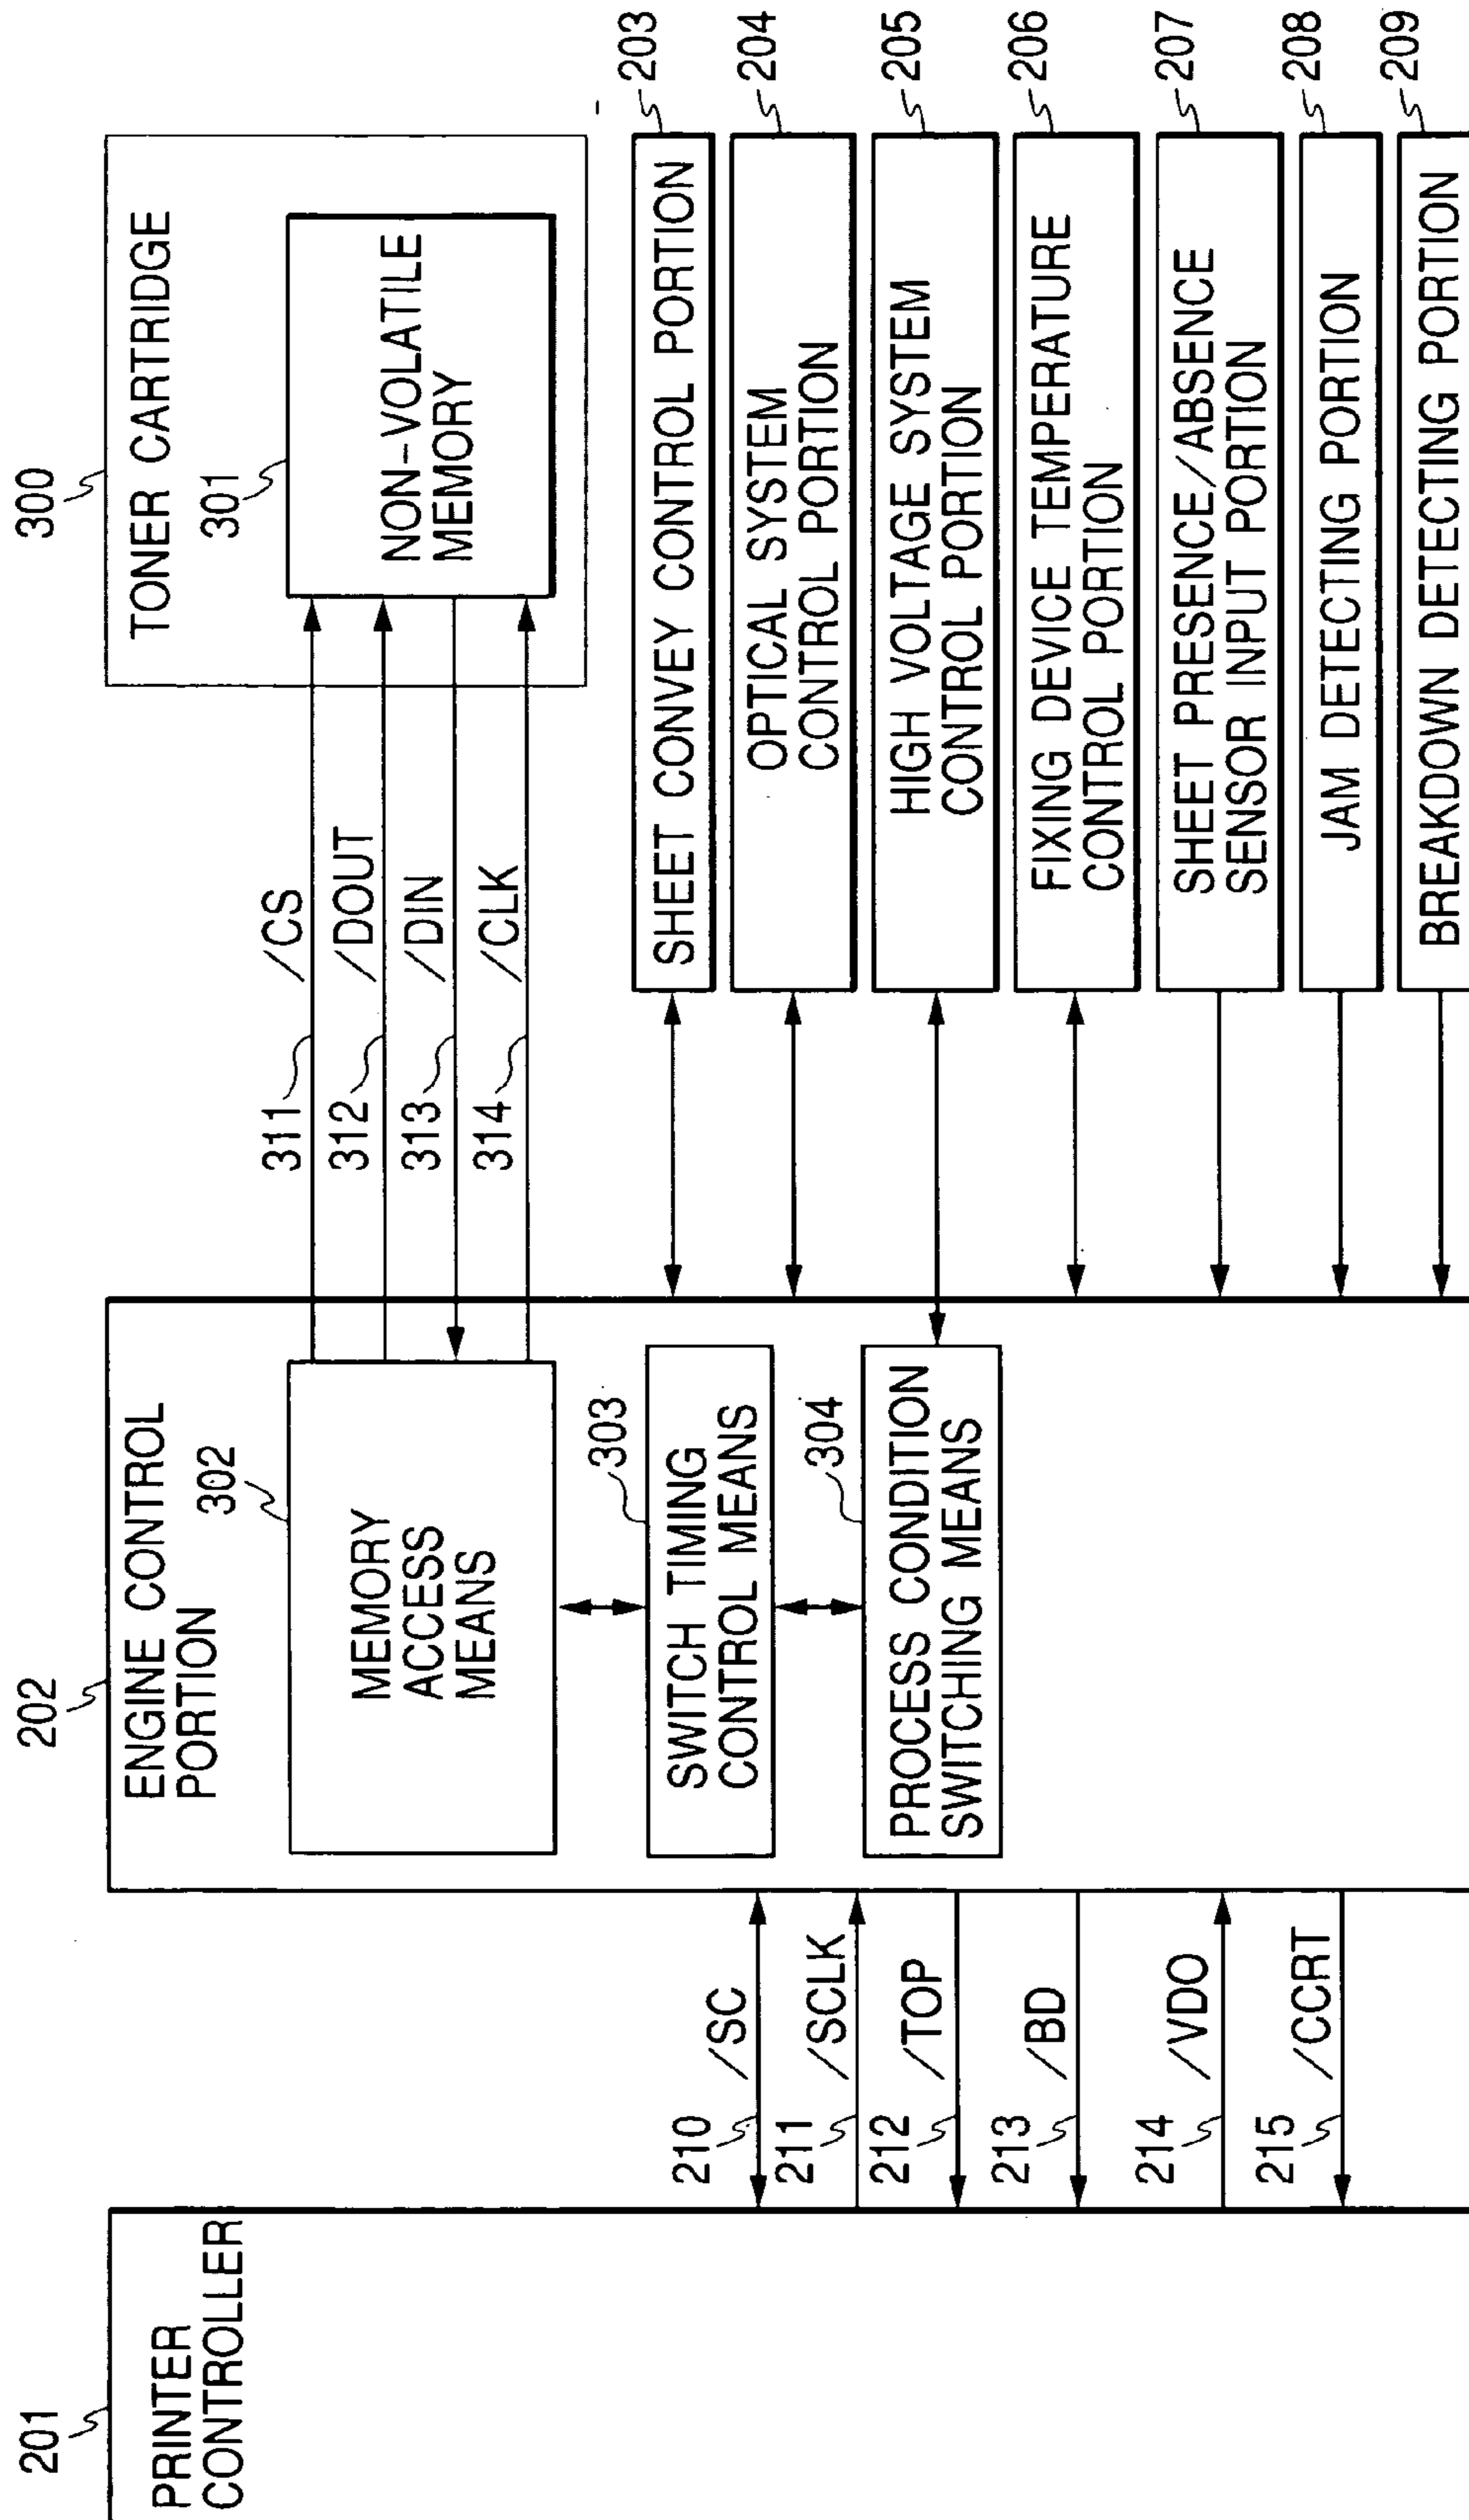 201
PRINTER
CONTROLLER
210
/SC
211
/SCLK
212
/TOP
213
/BD
214
/VDO
215
/CCRT
202
ENGINE CONTROL
PORTION
302
MEMORY
ACCESS
MEANS
303
SWITCH TIMING
CONTROL MEANS
304
PROCESS CONDITION
SWITCHING MEANS
311
/CS
312
/DOUT
313
/DIN
314
/CLK
300
TONER CARTRIDGE
301
NON-VOLATILE
MEMORY
SHEET CONVEY CONTROL PORTION
203
OPTICAL SYSTEM
CONTROL PORTION
204
HIGH VOLTAGE SYSTEM
CONTROL PORTION
205
FIXING DEVICE TEMPERATURE
CONTROL PORTION
206
SHEET PRESENCE/ABSENCE
SENSOR INPUT PORTION
207
JAM DETECTING PORTION
208
BREAKDOWN DETECTING PORTION
209